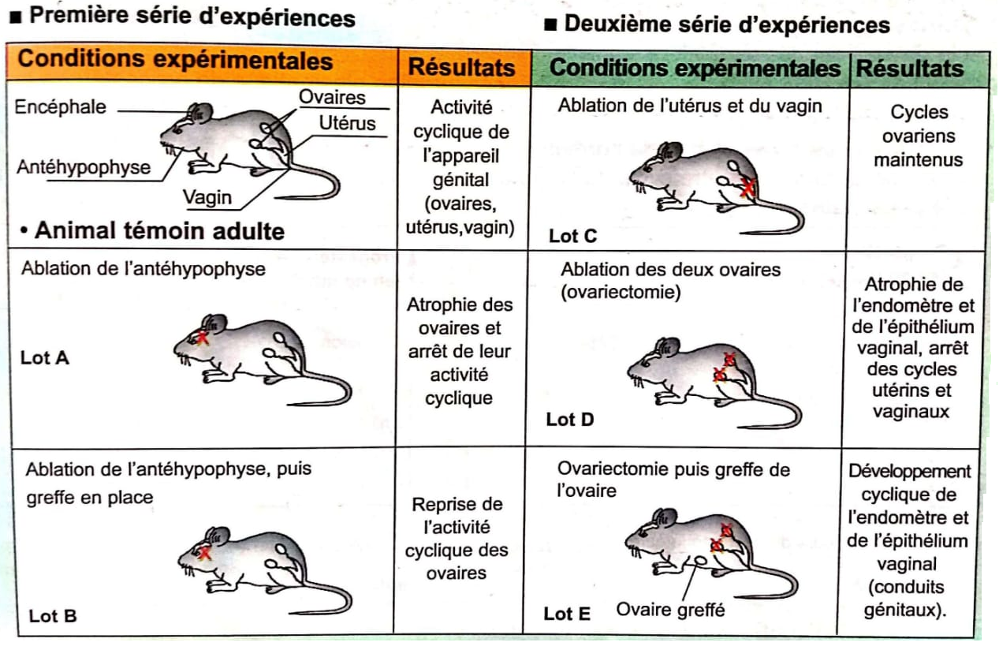 ■ Première série d'expériences
Conditions expérimentales
Résultats
Encéphale
Ovaires
Utérus
Antéhypophyse
Vagin
• Animal témoin adulte
Activité
cyclique de
l'appareil
génital
(ovaires,
utérus,vagin)
Ablation de l'antéhypophyse
Lot A
Atrophie des
ovaires et
arrêt de leur
activité
cyclique
Ablation de l'antéhypophyse, puis
greffe en place
Lot B
Reprise de
l'activité
cyclique des
ovaires
■ Deuxième série d'expériences
Conditions expérimentales
Résultats
Ablation de l'utérus et du vagin
Lot C
Cycles
ovariens
maintenus
Ablation des deux ovaires
(ovariectomie)
Lot D
Atrophie de
l'endomètre et
de l'épithélium
vaginal, arrêt
des cycles
utérins et
vaginaux
Ovariectomie puis greffe de
l'ovaire
Lot E
Ovaire greffé
Développement
cyclique de
l'endomètre et
de l'épithélium
vaginal
(conduits
génitaux).